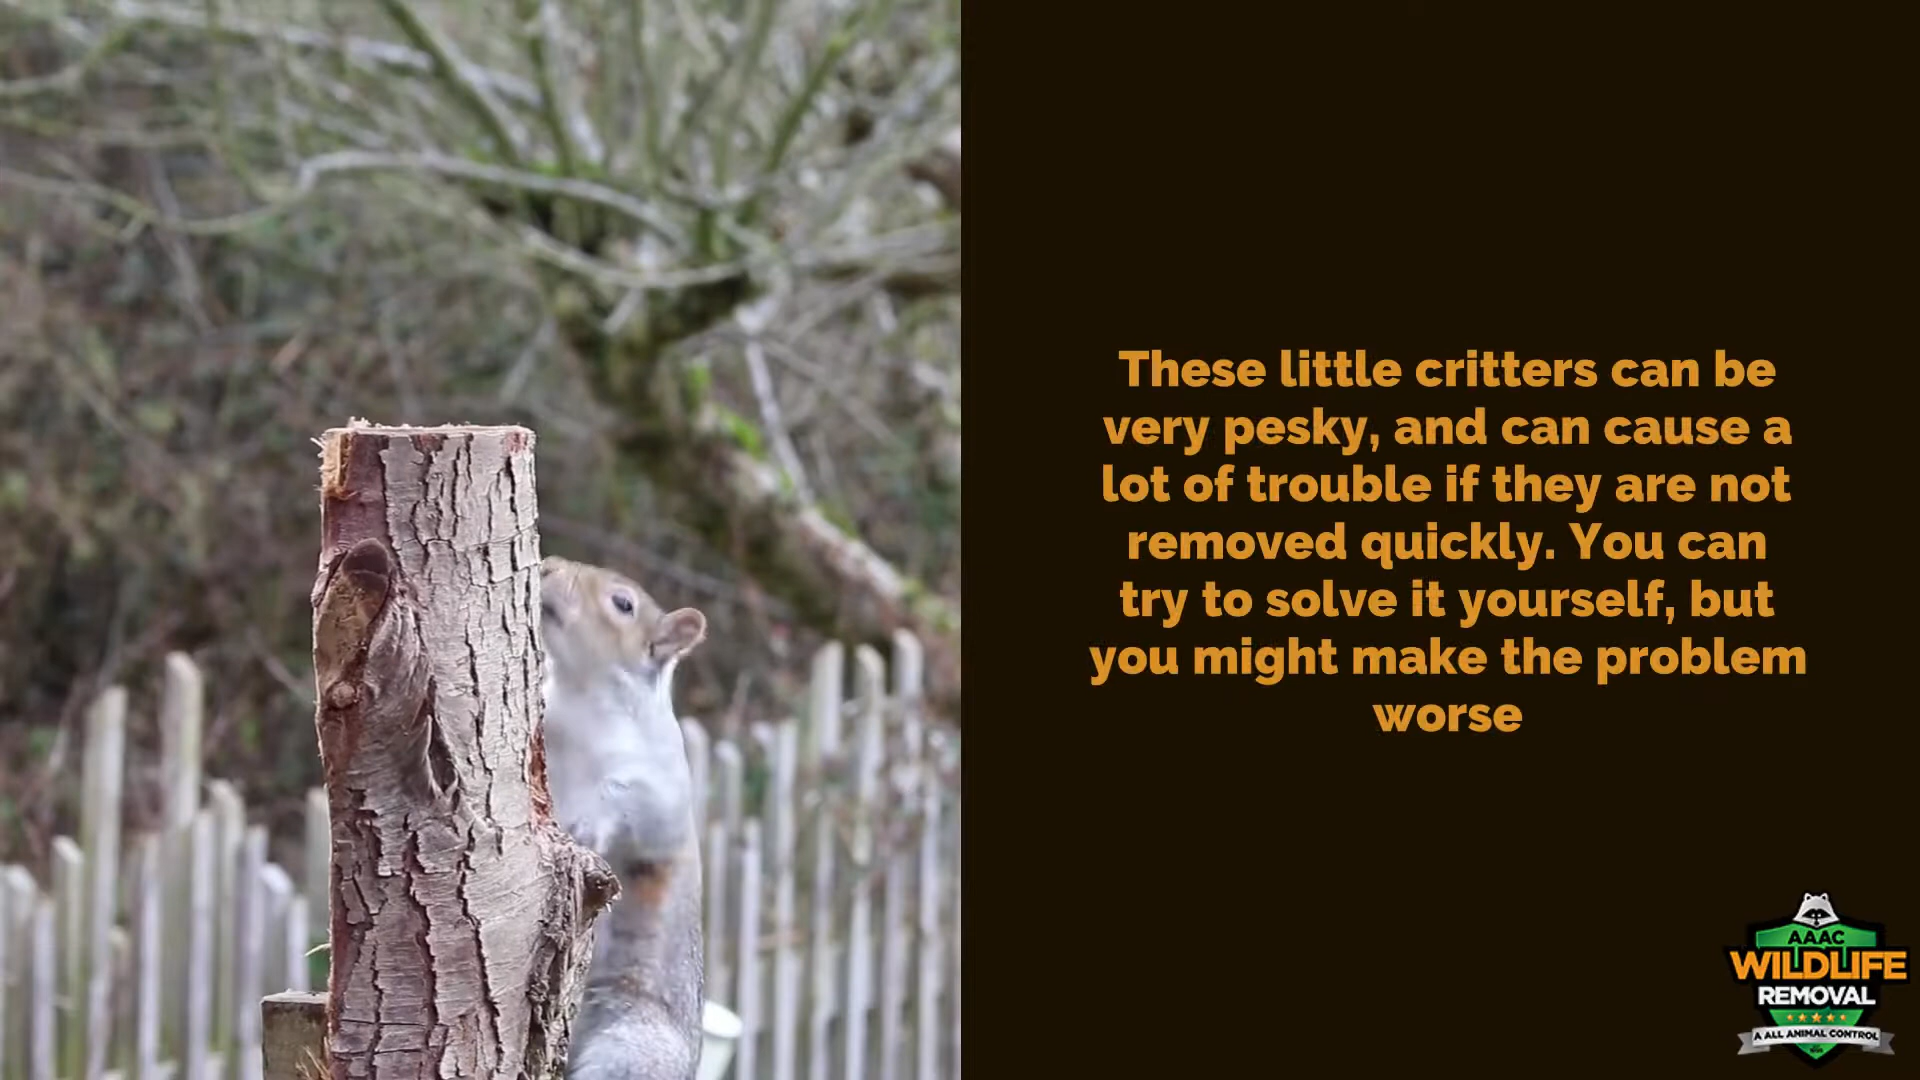 These little critters can be
very pesky, and can cause a
lot of trouble if they are not
removed quickly. You can
try to solve it yourself, but
you might make the problem
worse
AAAC
WILDLIFE
REMOVAL
A ALL ANIMAL CONTROL